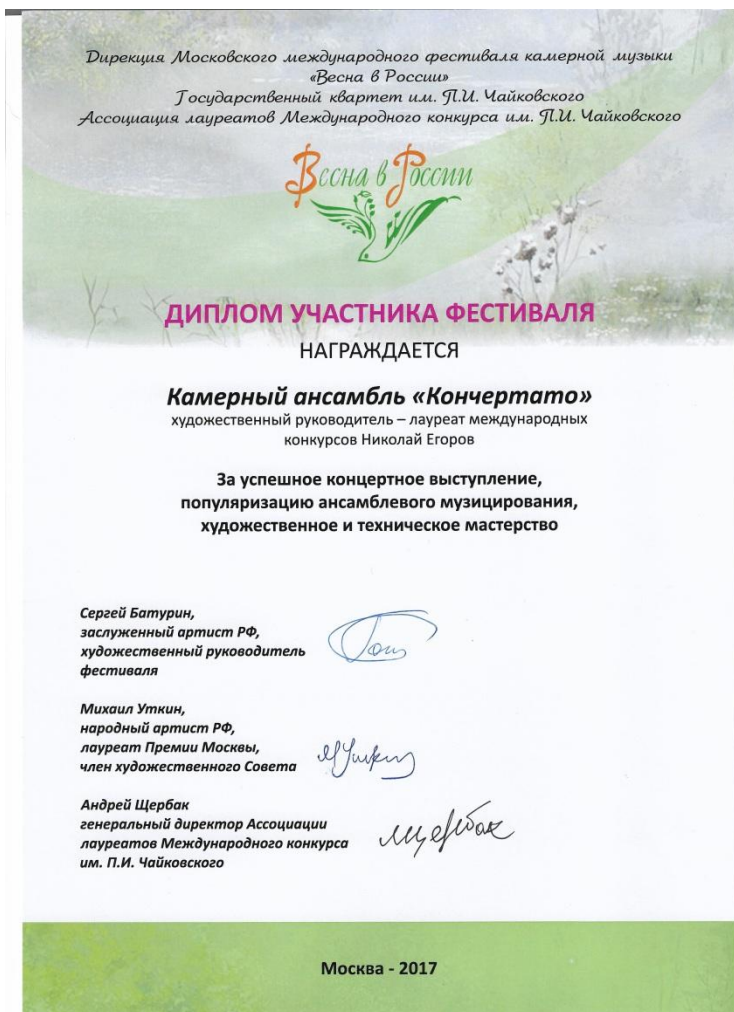 Дирекция Московского международного фестиваля камерной музыки
«Весна в России»
Государственный квартет им. П.И. Чайковского
Ассоциация лауреатов Международного конкурса им. П.И. Чайковского
Весна в России
ДИПЛОМ УЧАСТНИКА ФЕСТИВАЛЯ
НАГРАЖДАЕТСЯ
Камерный ансамбль «Кончертато»
художественный руководитель – лауреат международных
конкурсов Николай Егоров
За успешное концертное выступление,
популяризацию ансамблевого музицирования,
художественное и техническое мастерство
Сергей Батурин,
заслуженный артист РФ,
художественный руководитель
фестиваля
Михаил Уткин,
народный артист РФ,
лауреат Премии Москвы,
член художественного Совета
МУткин
Андрей Щербак
генеральный директор Ассоциации
лауреатов Международного конкурса
им. П.И. Чайковского
Щербак
Москва - 2017